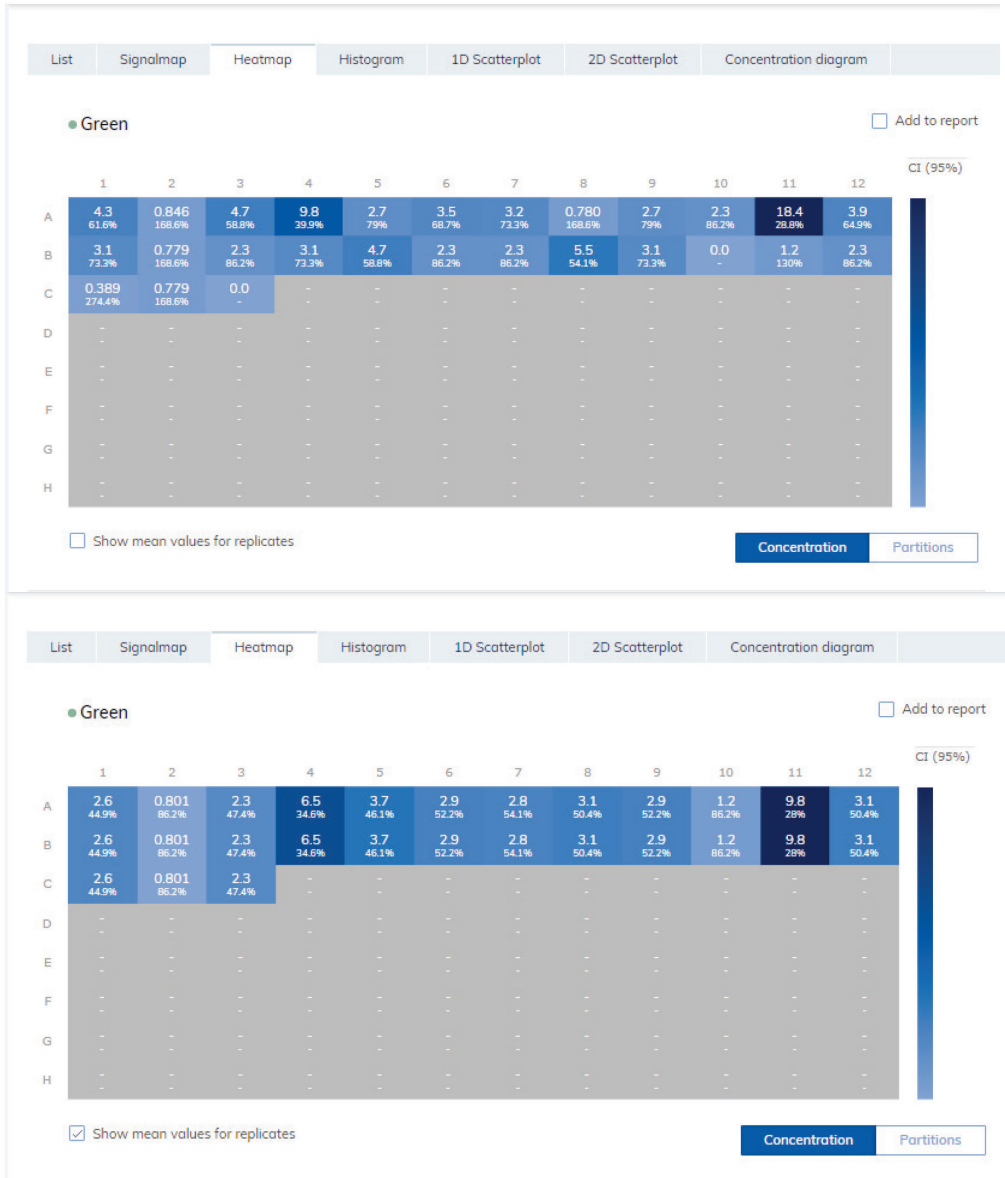 List Signalmap Heatmap Histogram 1D Scatterplot 2D Scatterplot Concentration diagram
Green
Add to report
CI (95%)
1 2 3 4 5 6 7 8 9 10 11 12
A 4.3 0.846 4.7 9.8 2.7 3.5 3.2 0.780 2.7 2.3 18.4 3.9
61.6% 168.6% 58.8% 39.9% 79% 68.7% 73.3% 168.6% 79% 86.2% 28.8% 64.9%
B 3.1 0.779 2.3 3.1 4.7 2.3 2.3 5.5 3.1 0.0 1.2 2.3
73.3% 168.6% 86.2% 73.3% 58.8% 86.2% 86.2% 54.1% 73.3% - 130% 86.2%
C 0.389 0.779 0.0 - - - - - - - - -
274.4% 168.6% - - - - - - - - - -
D - - - - - - - - - - - -
- - - - - - - - - - - -
E - - - - - - - - - - - -
- - - - - - - - - - - -
F - - - - - - - - - - - -
- - - - - - - - - - - -
G - - - - - - - - - - - -
- - - - - - - - - - - -
H - - - - - - - - - - - -
- - - - - - - - - - - -
Show mean values for replicates
Concentration Partitions
List Signalmap Heatmap Histogram 1D Scatterplot 2D Scatterplot Concentration diagram
Green
Add to report
CI (95%)
1 2 3 4 5 6 7 8 9 10 11 12
A 2.6 0.801 2.3 6.5 3.7 2.9 2.8 3.1 2.9 1.2 9.8 3.1
44.9% 86.2% 47.4% 34.6% 46.1% 52.2% 54.1% 50.4% 52.2% 86.2% 28% 50.4%
B 2.6 0.801 2.3 6.5 3.7 2.9 2.8 3.1 2.9 1.2 9.8 3.1
44.9% 86.2% 47.4% 34.6% 46.1% 52.2% 54.1% 50.4% 52.2% 86.2% 28% 50.4%
C 2.6 0.801 2.3 - - - - - - - - -
44.9% 86.2% 47.4% - - - - - - - - -
D - - - - - - - - - - - -
- - - - - - - - - - - -
E - - - - - - - - - - - -
- - - - - - - - - - - -
F - - - - - - - - - - - -
- - - - - - - - - - - -
G - - - - - - - - - - - -
- - - - - - - - - - - -
H - - - - - - - - - - - -
- - - - - - - - - - - -
Show mean values for replicates
Concentration Partitions